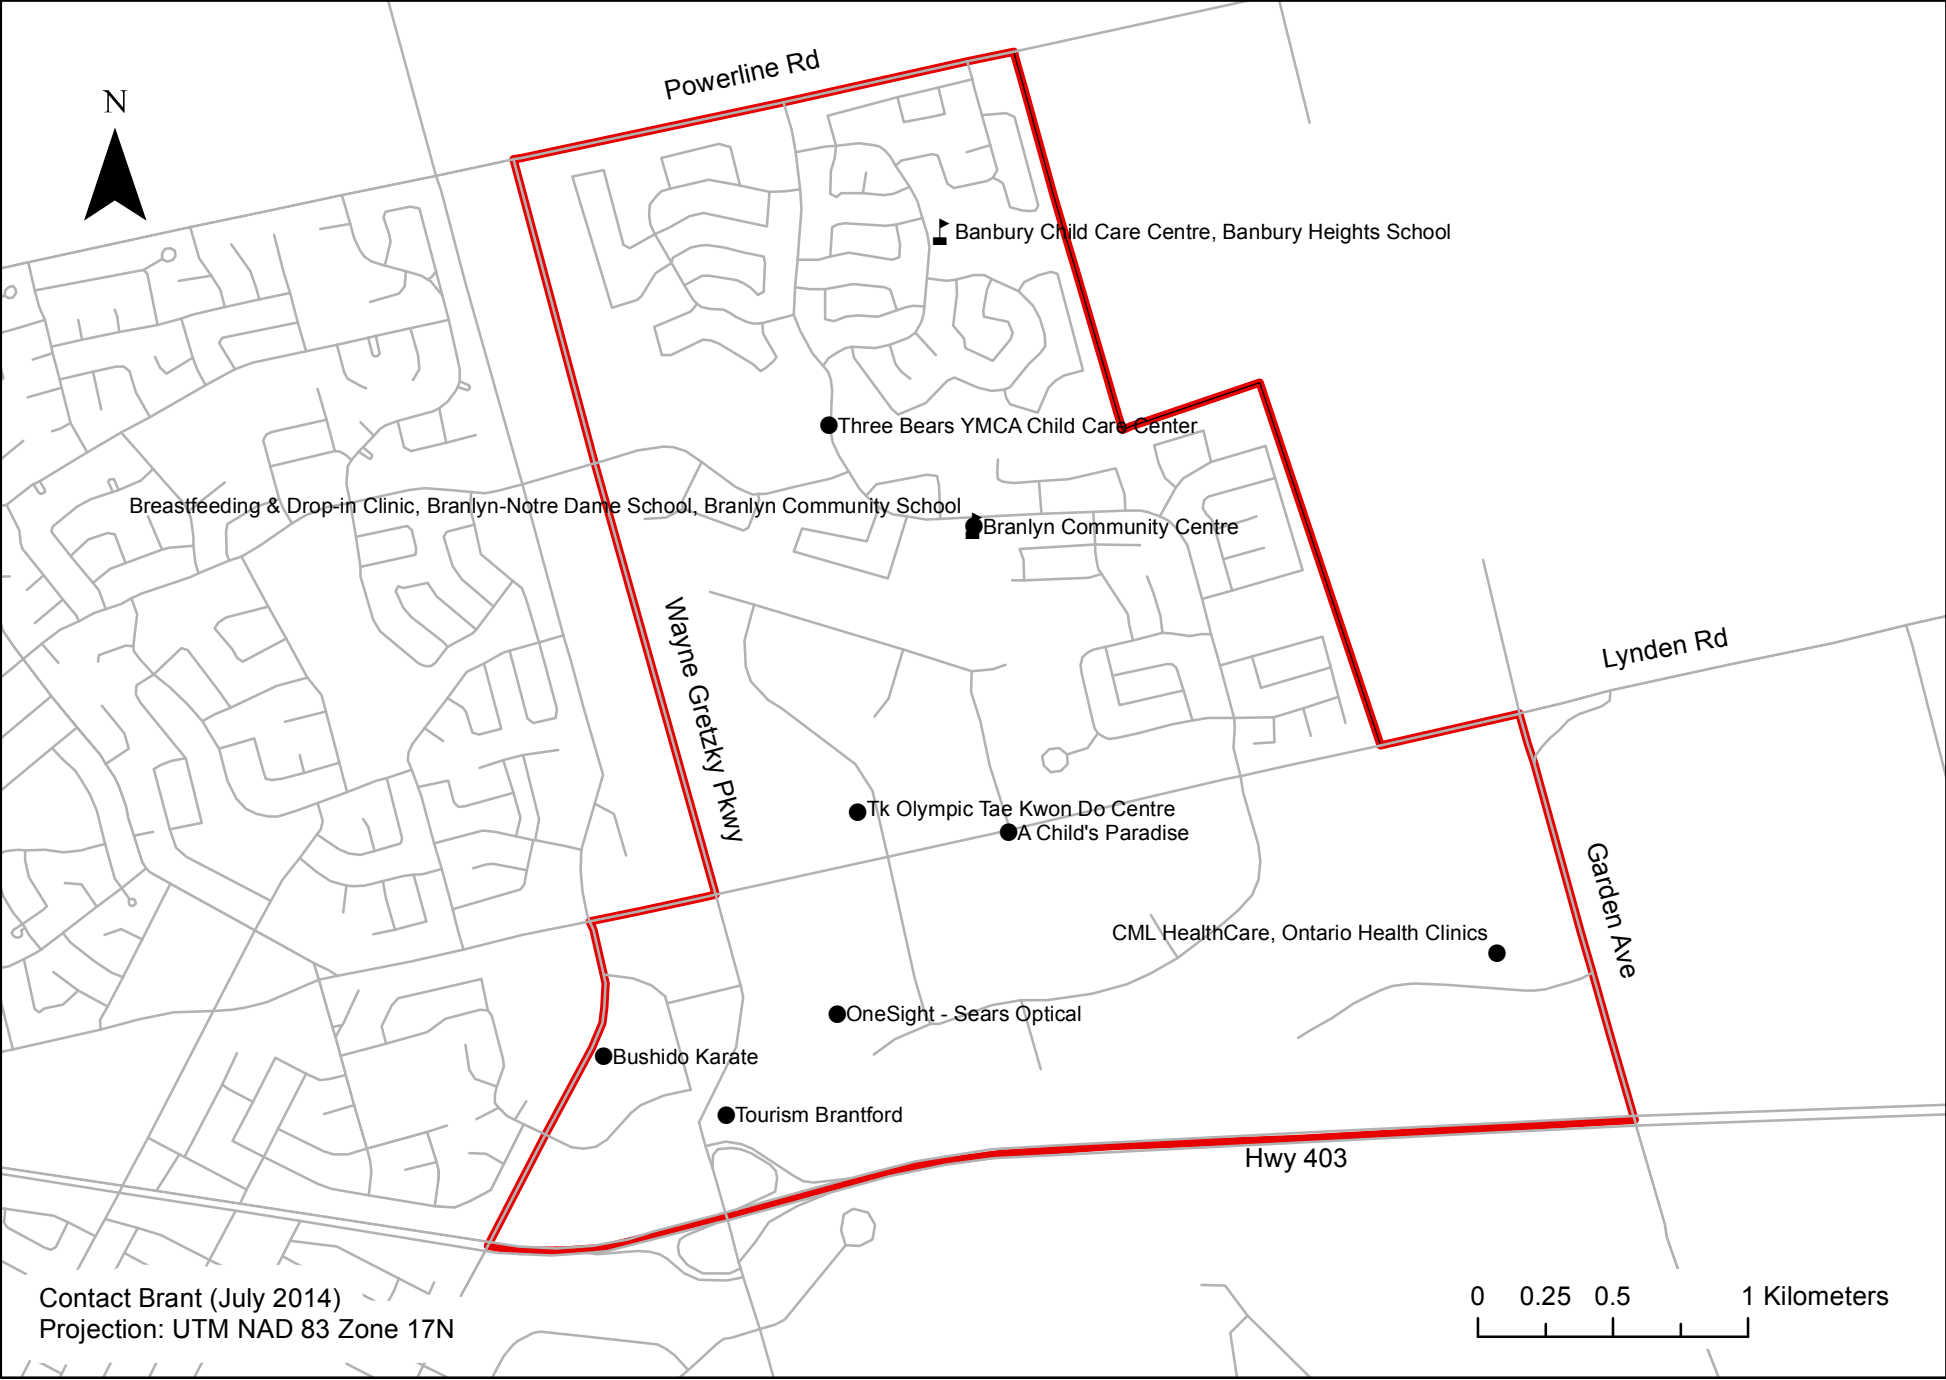 Powerline Rd
N
Banbury Child Care Centre, Banbury Heights School
Three Bears YMCA Child Care Center
Breastfeeding & Drop-in Clinic, Branlyn-Notre Dame School, Branlyn Community School
Branlyn Community Centre
Wayne Gretzky Pkwy
Lynden Rd
Tk Olympic Tae Kwon Do Centre
A Child's Paradise
Garden Ave
CML HealthCare, Ontario Health Clinics
OneSight - Sears Optical
Bushido Karate
Tourism Brantford
Hwy 403
Contact Brant (July 2014)
Projection: UTM NAD 83 Zone 17N
0 0.25 0.5 1 Kilometers